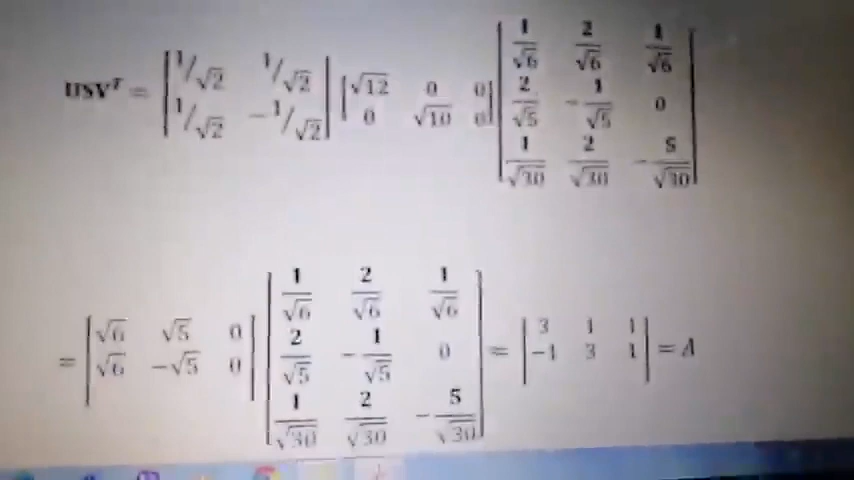 USVᵀ = |1/√2 1/√2; 1/√2 −1/√2| [√12 0 0; 0 √10 0] |1/√6 2/√6 1/√6; 2/√5 −1/√5 0; 1/√30 2/√30 −5/√30|
= |√6 √5 0; √6 −√5 0| |1/√6 2/√6 1/√6; 2/√5 −1/√5 0; 1/√30 2/√30 −5/√30| = |3 1 1; −1 3 1| = A